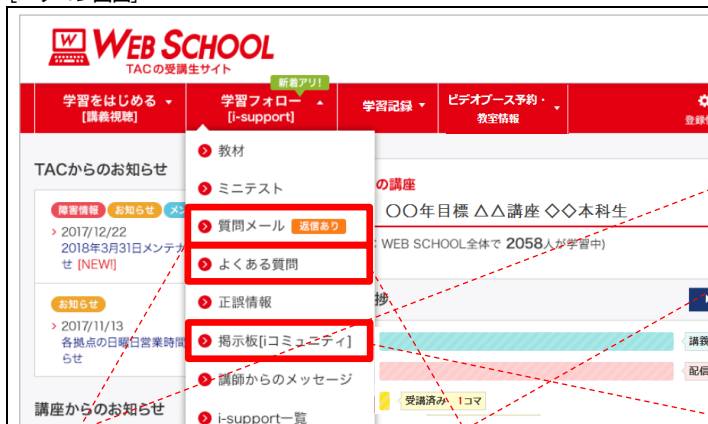 WEB SCHOOL
TACの受講生サイト
新着アリ!
学習をはじめる
[講義視聴]
学習フォロー
[i-support]
学習記録
ビデオブース予約・
教室情報
教材
ミニテスト
質問メール 返信あり
よくある質問
正誤情報
掲示板[iコミュニティ]
講師からのメッセージ
i-support一覧
TACからのお知らせ
障害情報 お知らせ
2017/12/22
2018年3月31日メンテナ
せ [NEW!]
お知らせ
2017/11/13
各拠点の日曜日営業時間
らせ
講座からのお知らせ
の講座
〇〇年目標 △△講座 ◇◇本科生
WEB SCHOOL全体で 2058人が学習中)
捗
講義
配信
受講済み 1コマ